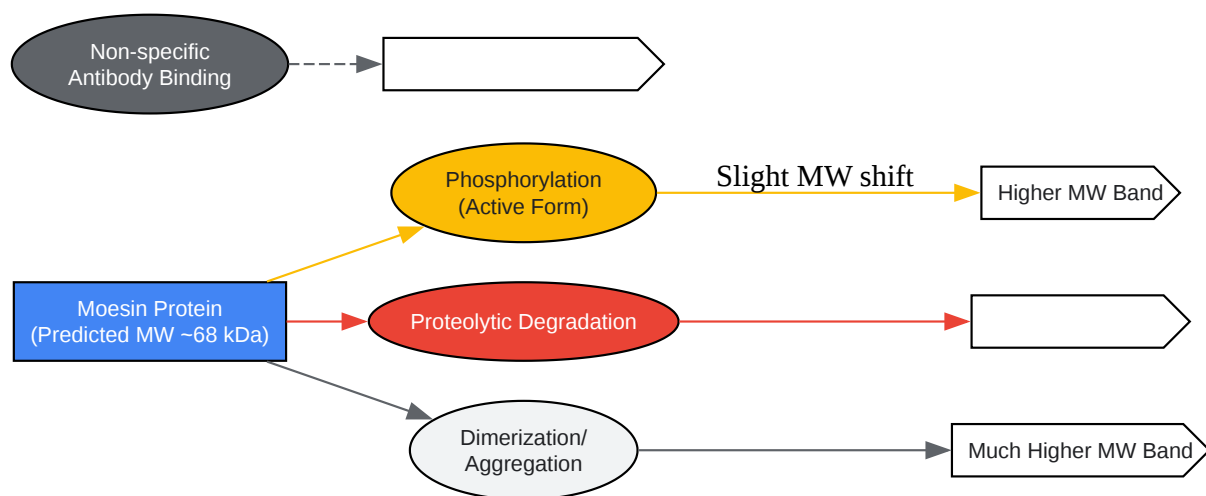 Non-specific
Antibody Binding
Phosphorylation
(Active Form)
Slight MW shift
Higher MW Band
Moesin Protein
(Predicted MW ~68 kDa)
Proteolytic Degradation
Dimerization/
Aggregation
Much Higher MW Band